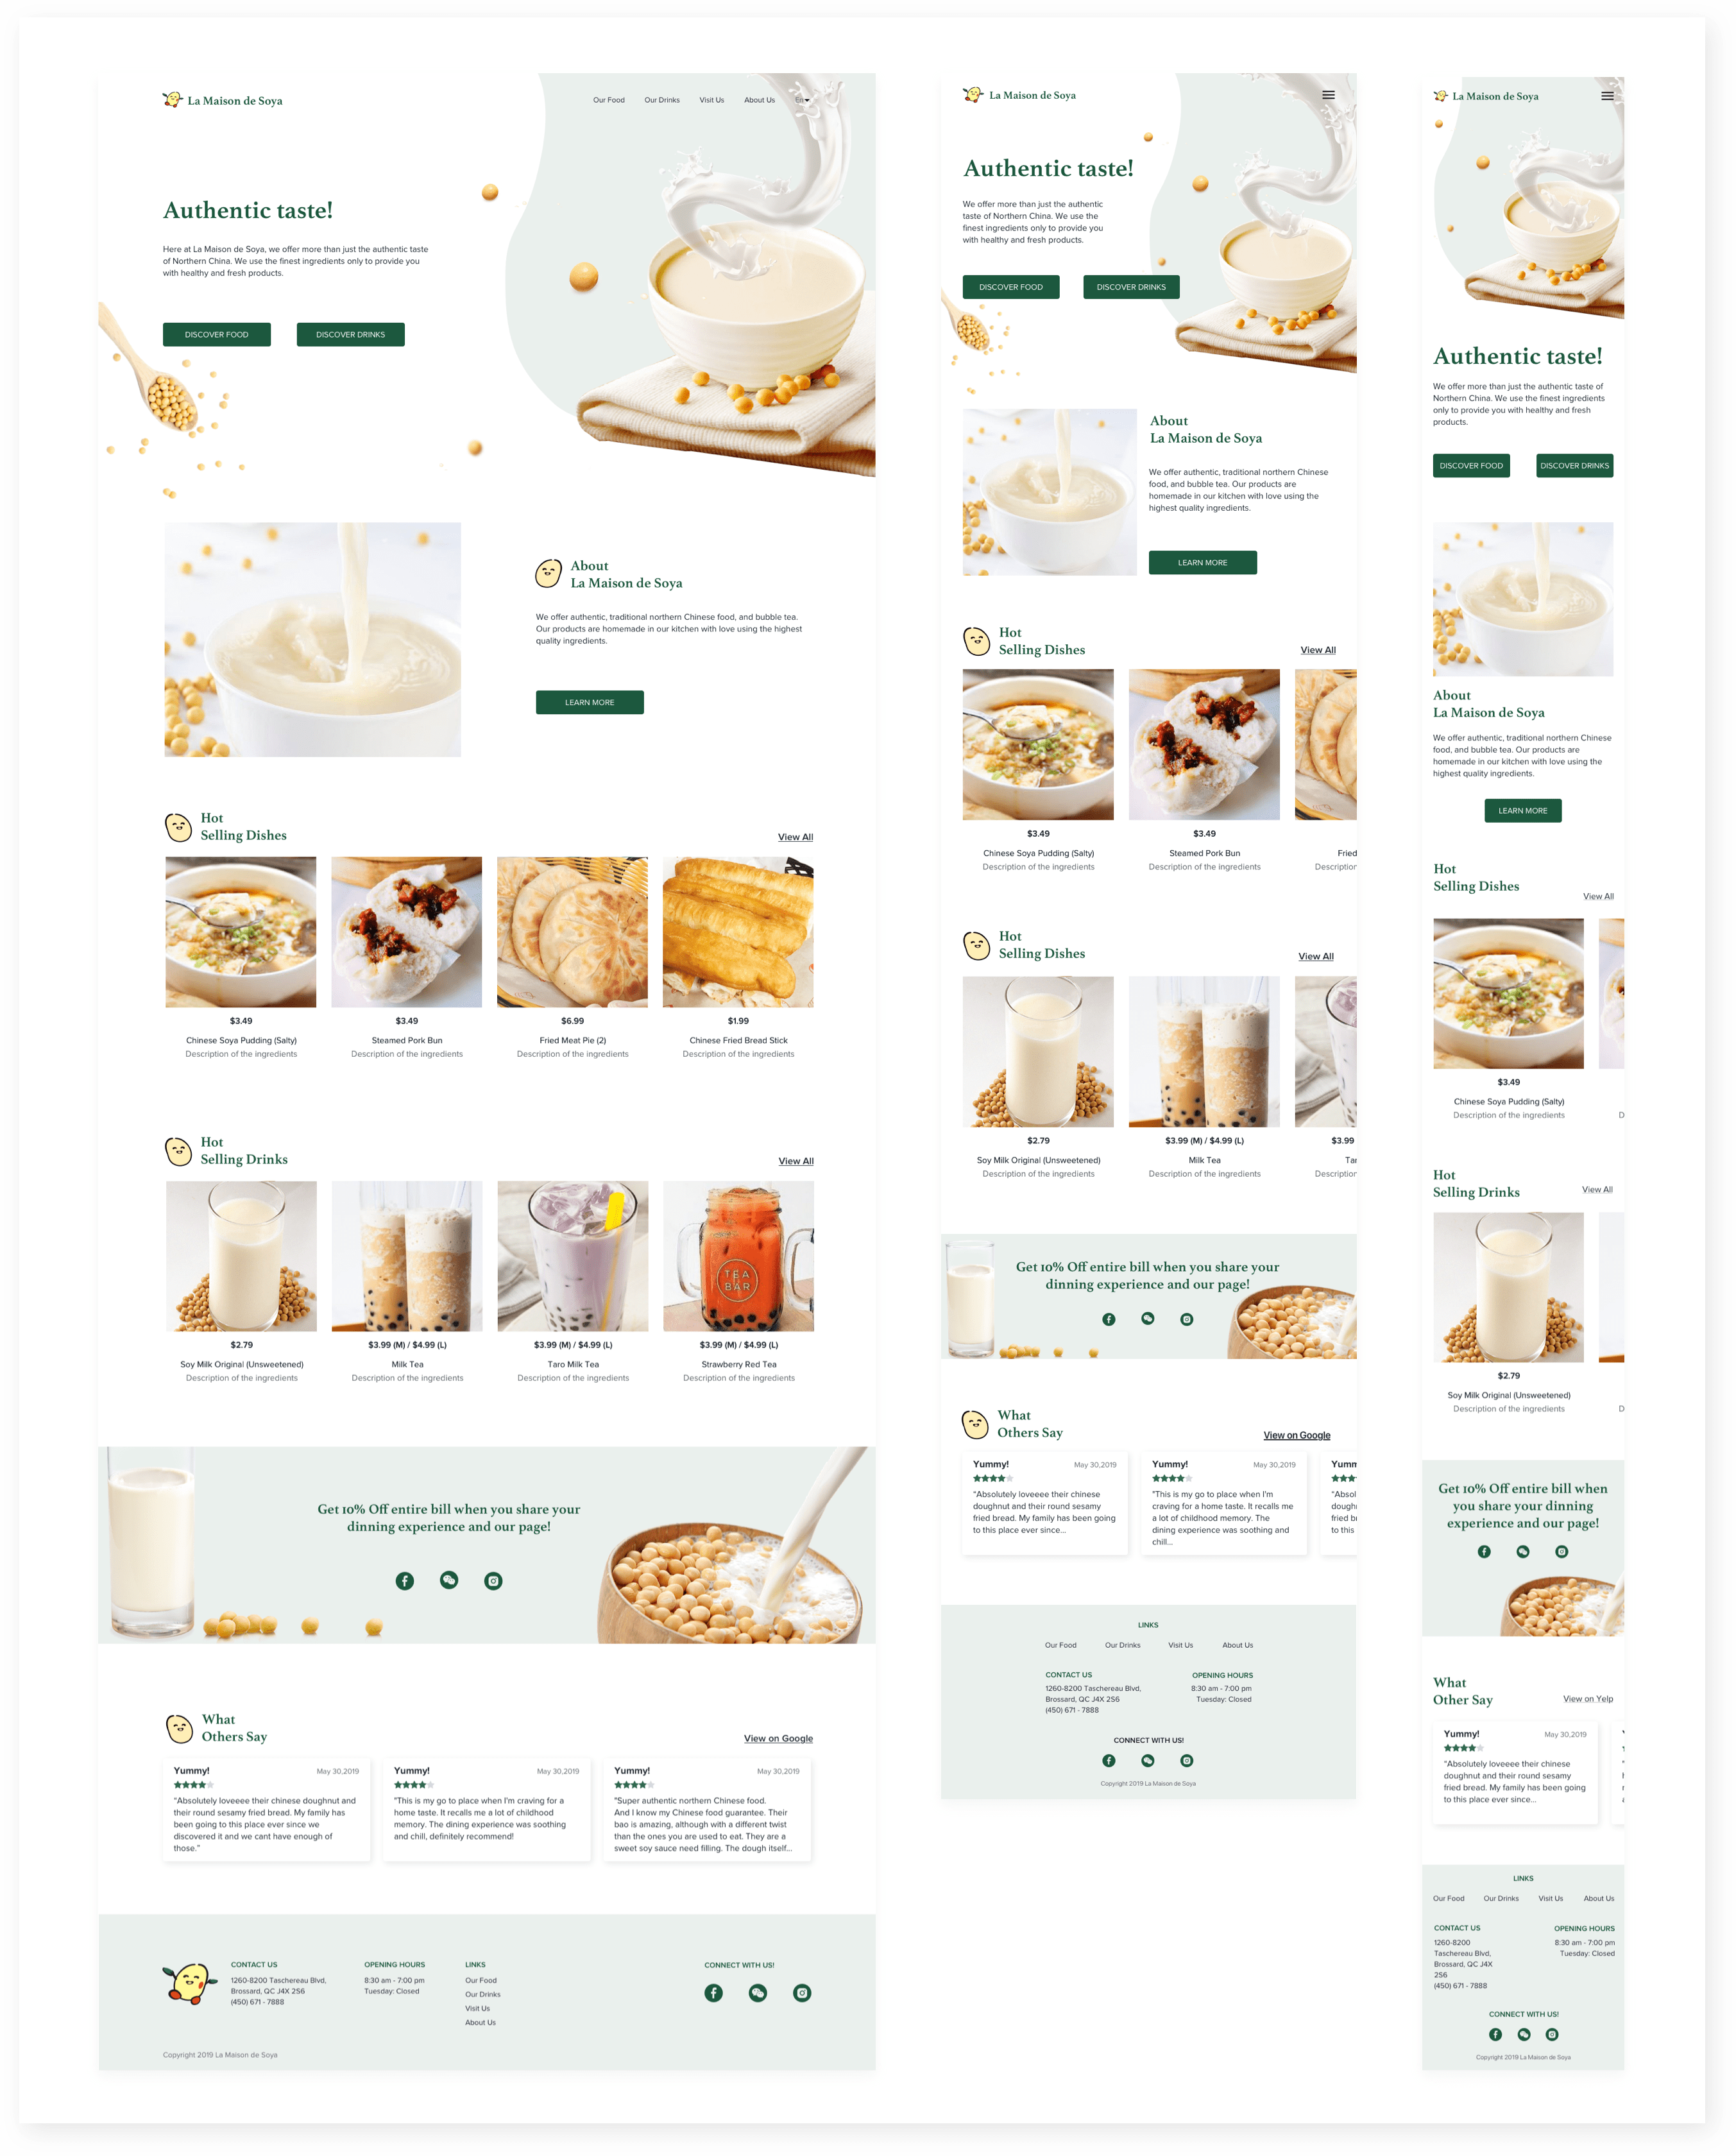 La Maison de Soya
Our Food
Our Drinks
Visit Us
About Us
En
Authentic taste!
Here at La Maison de Soya, we offer more than just the authentic taste
of Northern China. We use the finest ingredients only to provide you
with healthy and fresh products.
DISCOVER FOOD
DISCOVER DRINKS
About
La Maison de Soya
We offer authentic, traditional northern Chinese food, and bubble tea.
Our products are homemade in our kitchen with love using the highest
quality ingredients.
LEARN MORE
Hot
Selling Dishes
View All
$3.49
Chinese Soya Pudding (Salty)
Description of the ingredients
$3.49
Steamed Pork Bun
Description of the ingredients
$6.99
Fried Meat Pie (2)
Description of the ingredients
$1.99
Chinese Fried Bread Stick
Description of the ingredients
Hot
Selling Drinks
View All
TEA
BAR
$2.79
Soy Milk Original (Unsweetened)
Description of the ingredients
$3.99 (M) / $4.99 (L)
Milk Tea
Description of the ingredients
$3.99 (M) / $4.99 (L)
Taro Milk Tea
Description of the ingredients
$3.99 (M) / $4.99 (L)
Strawberry Red Tea
Description of the ingredients
Get 10% Off entire bill when you share your
dinning experience and our page!
What
Others Say
View on Google
Yummy!
May 30,2019
"Absolutely loveeee their chinese doughnut and
their round sesamy fried bread. My family has
been going to this place ever since we
discovered it and we cant have enough of
those."
Yummy!
May 30,2019
"This is my go to place when I'm craving for a
home taste. It recalls me a lot of childhood
memory. The dining experience was soothing
and chill, definitely recommend!
Yummy!
May 30,2019
"Super authentic northern Chinese food.
And I know my Chinese food guarantee. Their
bao is amazing, although with a different twist
than the ones you are used to eat. They are a
sweet soy sauce need filling. The dough itself...
CONTACT US
1260-8200 Taschereau Blvd,
Brossard, QC J4X 2S6
(450) 671 - 7888
OPENING HOURS
8:30 am - 7:00 pm
Tuesday: Closed
LINKS
Our Food
Our Drinks
Visit Us
About Us
CONNECT WITH US!
Copyright 2019 La Maison de Soya
La Maison de Soya
Authentic taste!
We offer more than just the authentic
taste of Northern China. We use the
finest ingredients only to provide you
with healthy and fresh products.
DISCOVER FOOD
DISCOVER DRINKS
About
La Maison de Soya
We offer authentic, traditional northern Chinese
food, and bubble tea. Our products are
homemade in our kitchen with love using the
highest quality ingredients.
LEARN MORE
Hot
Selling Dishes
View All
$3.49
Chinese Soya Pudding (Salty)
Description of the ingredients
$3.49
Steamed Pork Bun
Description of the ingredients
Fried
Description
Hot
Selling Dishes
View All
$2.79
Soy Milk Original (Unsweetened)
Description of the ingredients
$3.99 (M) / $4.99 (L)
Milk Tea
Description of the ingredients
$3.99
Tar
Description
Get 10% Off entire bill when you share your
dinning experience and our page!
What
Others Say
View on Google
Yummy!
May 30,2019
"Absolutely loveeee their chinese
doughnut and their round sesamy
fried bread. My family has been going
to this place ever since...
Yummy!
May 30,2019
"This is my go to place when I'm
craving for a home taste. It recalls me
a lot of childhood memory. The
dining experience was soothing and
chill...
Yumm
"Absol
doughn
fried b
to this
LINKS
Our Food
Our Drinks
Visit Us
About Us
CONTACT US
1260-8200 Taschereau Blvd,
Brossard, QC J4X 2S6
(450) 671 - 7888
OPENING HOURS
8:30 am - 7:00 pm
Tuesday: Closed
CONNECT WITH US!
Copyright 2019 La Maison de Soya
La Maison de Soya
Authentic taste!
We offer more than just the authentic taste of
Northern China. We use the finest ingredients
only to provide you with healthy and fresh
products.
DISCOVER FOOD
DISCOVER DRINKS
About
La Maison de Soya
We offer authentic, traditional northern Chinese
food, and bubble tea. Our products are
homemade in our kitchen with love using the
highest quality ingredients.
LEARN MORE
Hot
Selling Dishes
View All
$3.49
Chinese Soya Pudding (Salty)
Description of the ingredients
D
Hot
Selling Drinks
View All
$2.79
Soy Milk Original (Unsweetened)
Description of the ingredients
D
Get 10% Off entire bill when
you share your dinning
experience and our page!
What
Other Say
View on Yelp
Yummy!
May 30,2019
"Absolutely loveeee their chinese
doughnut and their round sesamy
fried bread. My family has been going
to this place ever since...
LINKS
Our Food
Our Drinks
Visit Us
About Us
CONTACT US
1260-8200
Taschereau Blvd,
Brossard, QC J4X
2S6
(450) 671 - 7888
OPENING HOURS
8:30 am - 7:00 pm
Tuesday: Closed
CONNECT WITH US!
Copyright 2019 La Maison de Soya